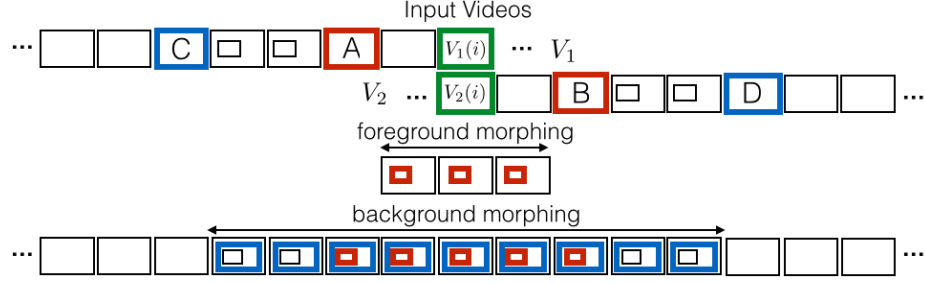 Input Videos
... C A V₁(i) ... V₁
V₂ ... V₂(i) B D ...
foreground morphing
background morphing
... ...